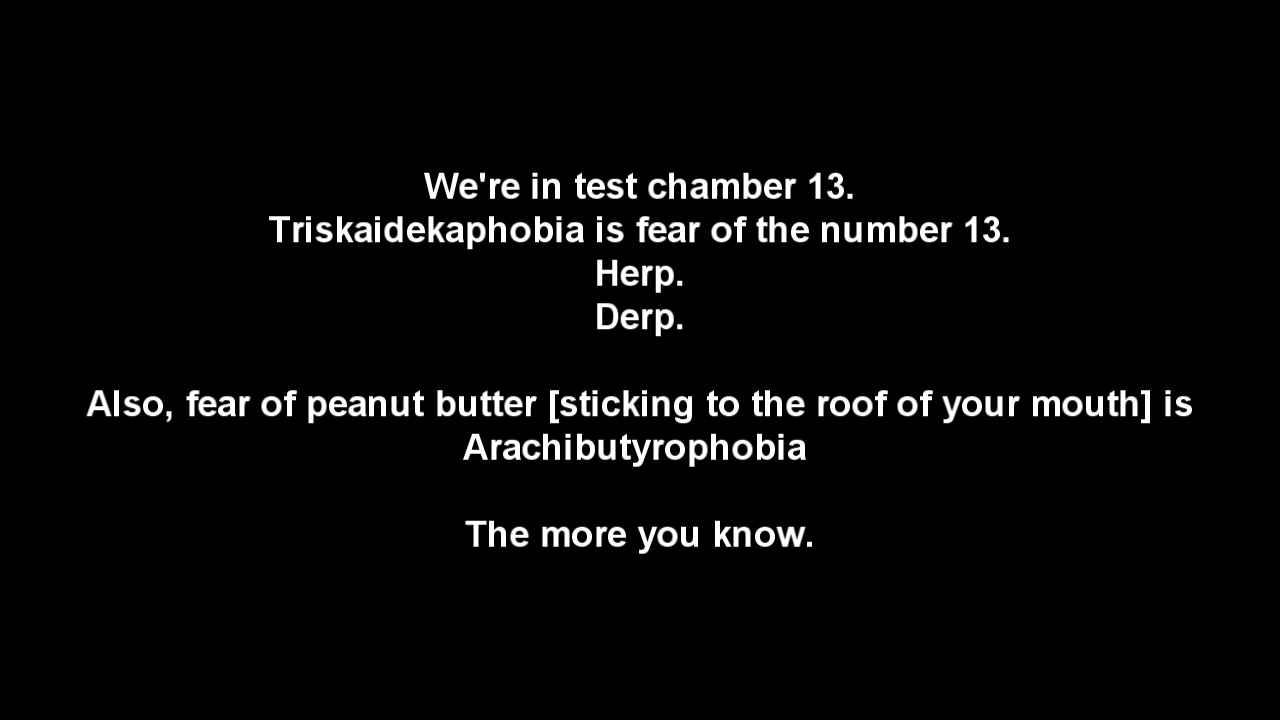 We're in test chamber 13.
Triskaidekaphobia is fear of the number 13.
Herp.
Derp.
Also, fear of peanut butter [sticking to the roof of your mouth] is
Arachibutyrophobia
The more you know.